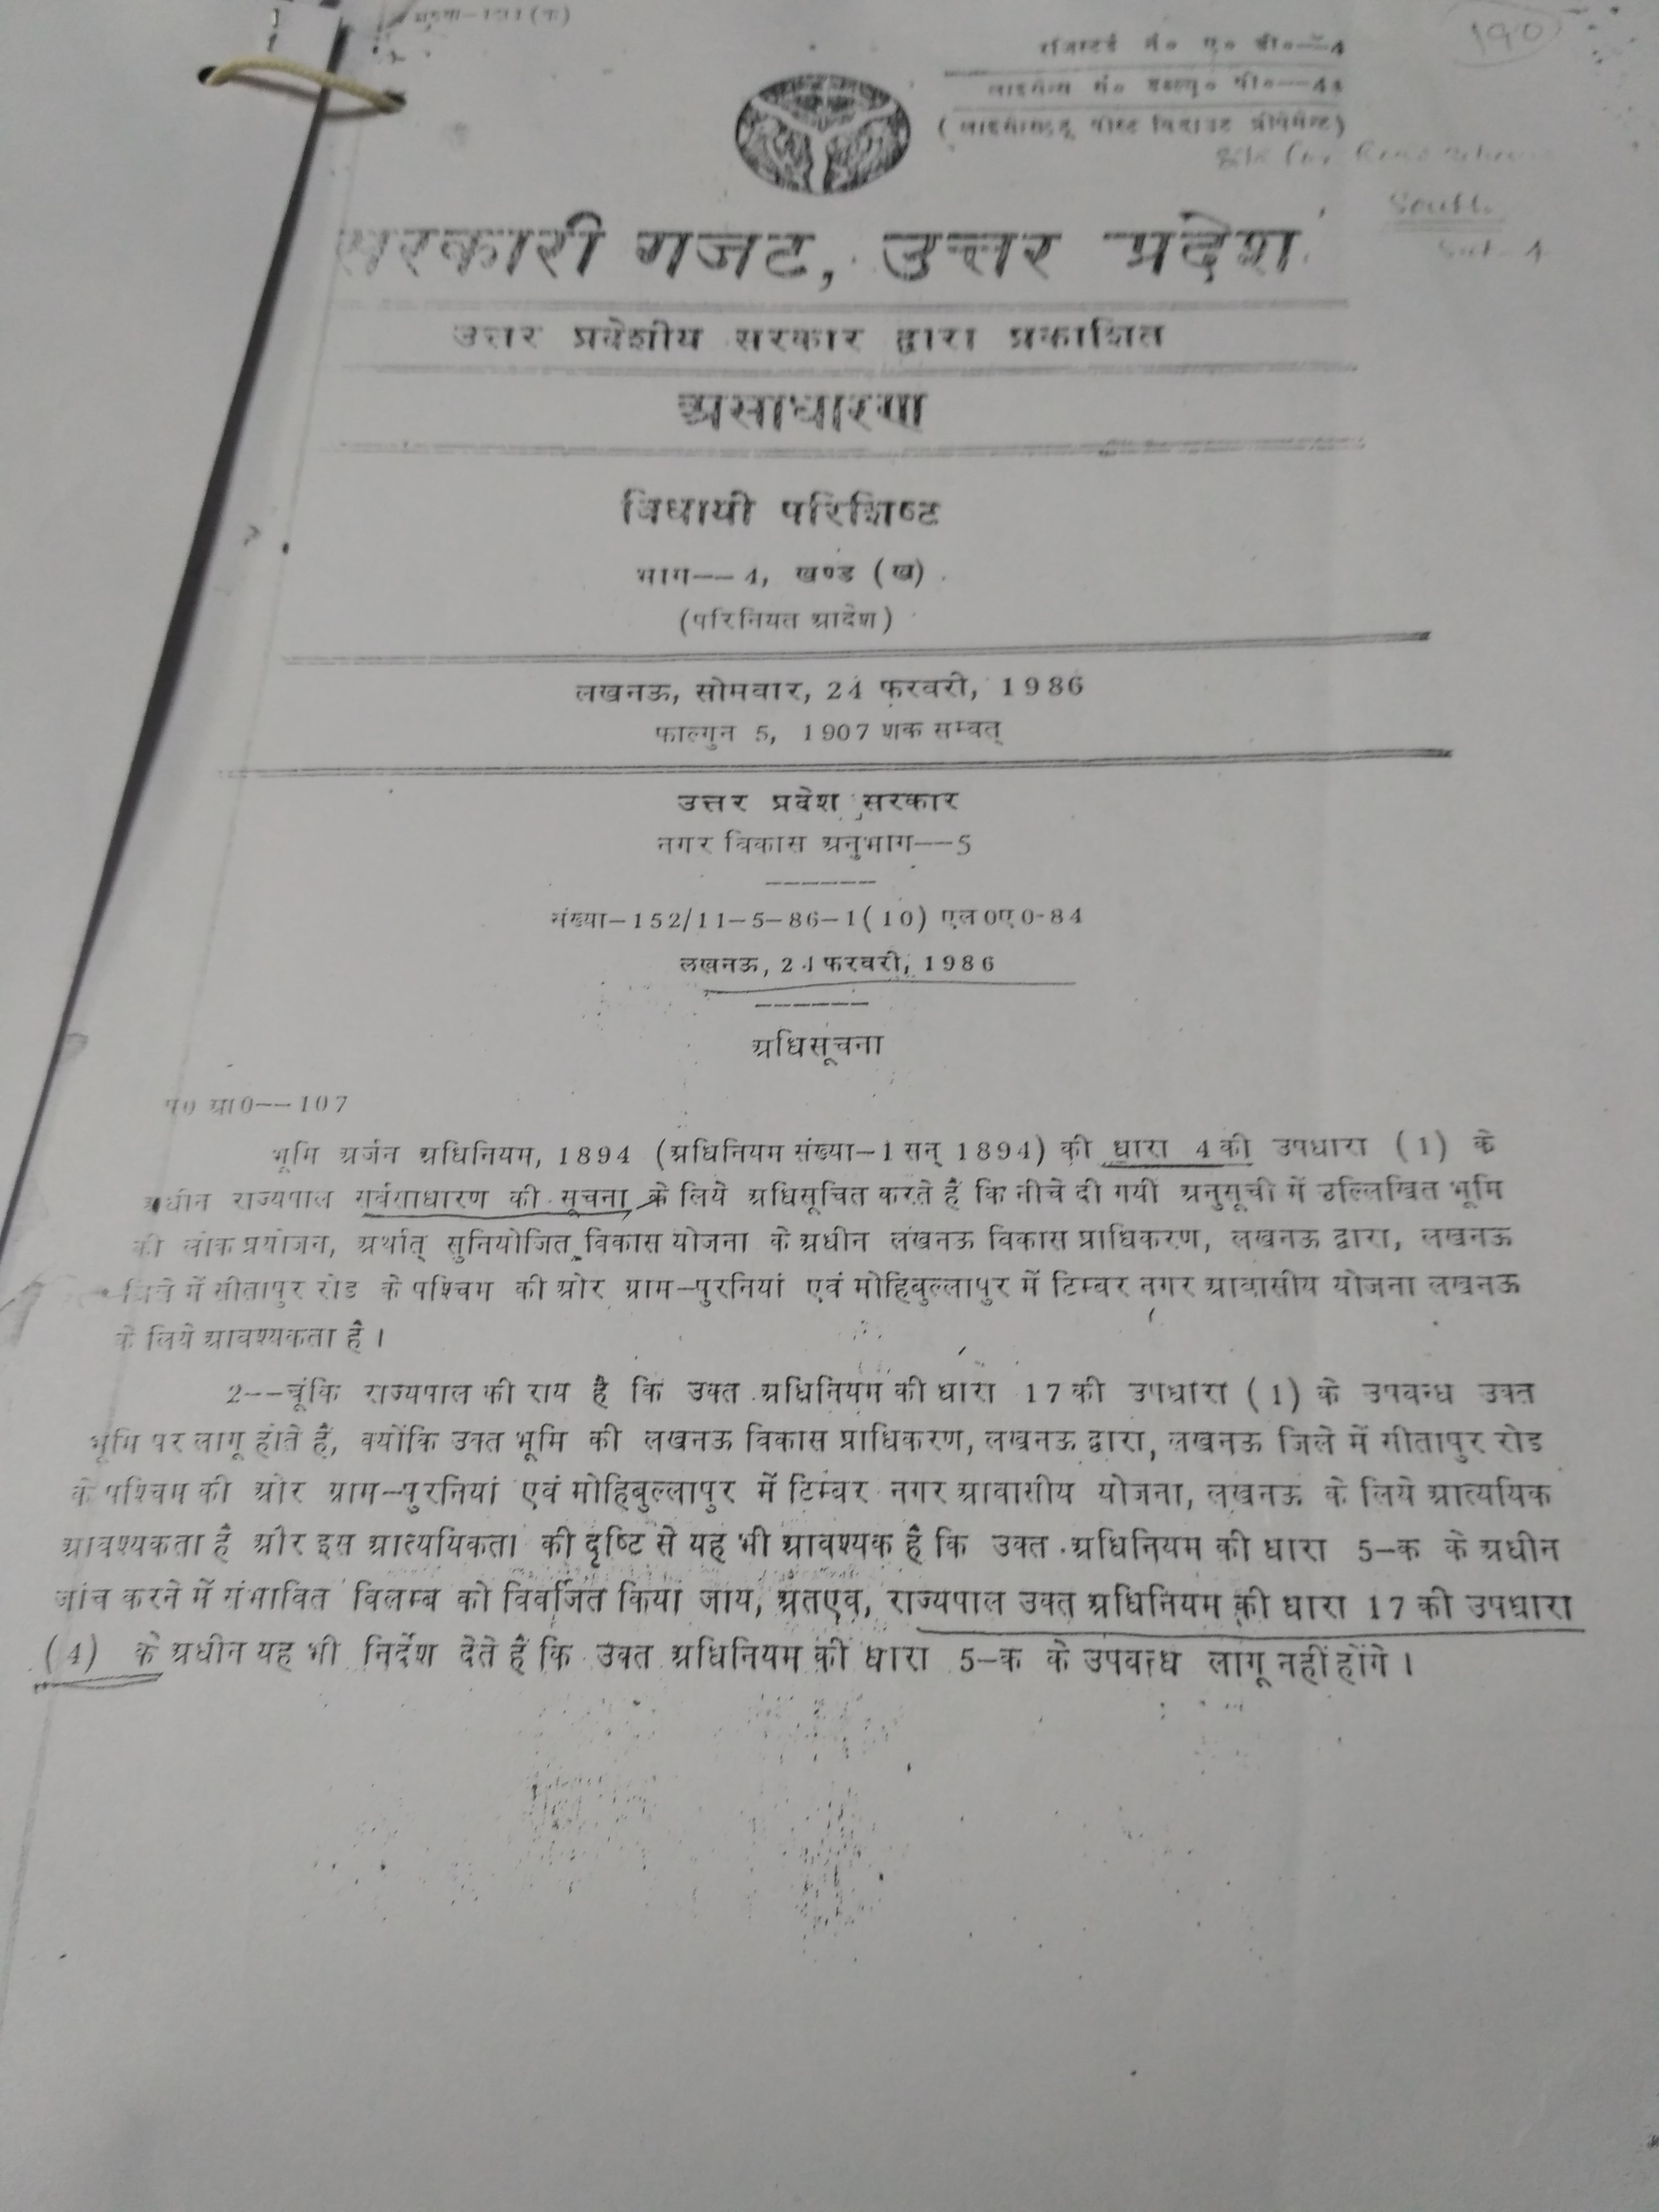 190
रजिस्टर्ड नं० ए० डी०—4
लाइसेन्स सं० डब्ल्यू० पी०—41
(लाइसेन्स्ड टू पोस्ट विदाउट प्रीपेमेन्ट)
South
सरकारी गजट, उत्तर प्रदेश
उत्तर प्रदेशीय सरकार द्वारा प्रकाशित
असाधारण
विधायी परिशिष्ट
भाग——4, खण्ड (ख)
(परिनियत आदेश)
लखनऊ, सोमवार, 24 फरवरी, 1986
फाल्गुन 5, 1907 शक सम्वत्
उत्तर प्रदेश सरकार
नगर विकास अनुभाग——5
संख्या–152/11–5–86–1(10) एल0ए0-84
लखनऊ, 24 फरवरी, 1986
अधिसूचना
प0 आ0——107
भूमि अर्जन अधिनियम, 1894 (अधिनियम संख्या–1 सन् 1894) की धारा 4 की उपधारा (1) के
अधीन राज्यपाल सर्वसाधारण की सूचना के लिये अधिसूचित करते हैं कि नीचे दी गयी अनुसूची में उल्लिखित भूमि
की लोक प्रयोजन, अर्थात् सुनियोजित विकास योजना के अधीन लखनऊ विकास प्राधिकरण, लखनऊ द्वारा, लखनऊ
जिले में सीतापुर रोड के पश्चिम की ओर ग्राम–पुरनियां एवं मोहिबुल्लापुर में टिम्बर नगर आवासीय योजना लखनऊ
के लिये आवश्यकता है ।
2——चूंकि राज्यपाल की राय है कि उक्त अधिनियम की धारा 17 की उपधारा (1) के उपबन्ध उक्त
भूमि पर लागू होते हैं, क्योंकि उक्त भूमि की लखनऊ विकास प्राधिकरण, लखनऊ द्वारा, लखनऊ जिले में सीतापुर रोड
के पश्चिम की ओर ग्राम–पुरनियां एवं मोहिबुल्लापुर में टिम्बर नगर आवासीय योजना, लखनऊ के लिये आत्ययिक
आवश्यकता है और इस आत्ययिकता की दृष्टि से यह भी आवश्यक है कि उक्त अधिनियम की धारा 5–क के अधीन
जांच करने में संभावित विलम्ब को विवर्जित किया जाय, अतएव, राज्यपाल उक्त अधिनियम की धारा 17 की उपधारा
(4) के अधीन यह भी निर्देश देते हैं कि उक्त अधिनियम की धारा 5–क के उपबन्ध लागू नहीं होंगे ।